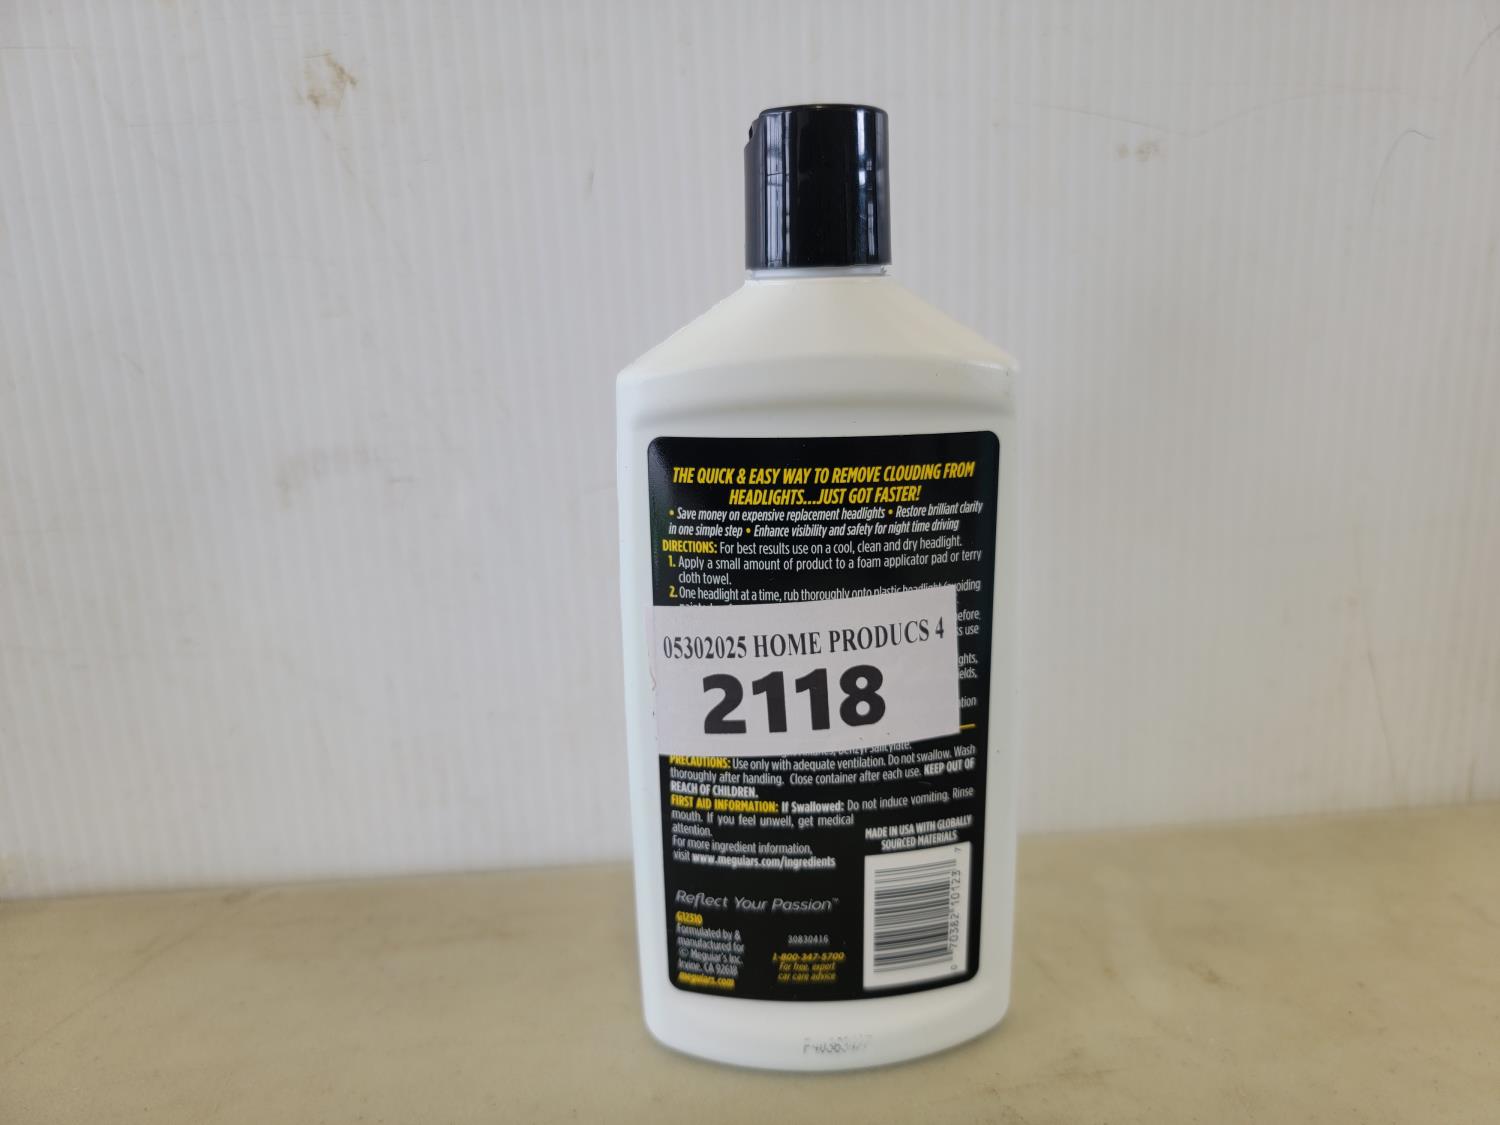 THE QUICK & EASY WAY TO REMOVE CLOUDING FROM
HEADLIGHTS...JUST GOT FASTER!
• Save money on expensive replacement headlights • Restore brilliant clarity
in one simple step • Enhance visibility and safety for night time driving
DIRECTIONS: For best results use on a cool, clean and dry headlight.
1. Apply a small amount of product to a foam applicator pad or terry
cloth towel.
2. One headlight at a time, rub thoroughly onto plastic
05302025 HOME PRODUCS 4
2118
PRECAUTIONS: Use only with adequate ventilation. Do not swallow. Wash
thoroughly after handling. Close container after each use. KEEP OUT OF
REACH OF CHILDREN.
FIRST AID INFORMATION: If Swallowed: Do not induce vomiting. Rinse
mouth. If you feel unwell, get medical
attention.
For more ingredient information,
visit www.meguiars.com/ingredients
MADE IN USA WITH GLOBALLY
SOURCED MATERIALS
Reflect Your Passion™
G12310
Formulated by &
manufactured for
© Meguiar's Inc.
Irvine, CA 92618
meguiars.com
30830416
1-800-347-5700
For free, expert
car care advice
0 70382 10123 7